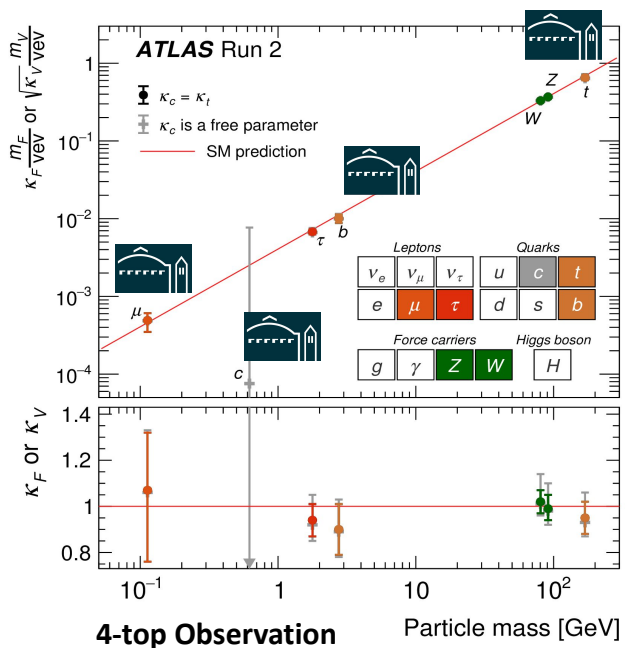 ATLAS Run 2
κ_F m_F/vev or √κ_V m_V/vev
κ_c = κ_t
κ_c is a free parameter
SM prediction
1
10⁻¹
10⁻²
10⁻³
10⁻⁴
μ
c
τ
b
W
Z
t
Leptons Quarks
ν_e ν_μ ν_τ u c t
e μ τ d s b
Force carriers Higgs boson
g γ Z W H
κ_F or κ_V
1.4
1.2
1
0.8
10⁻¹ 1 10 10²
4-top Observation Particle mass [GeV]